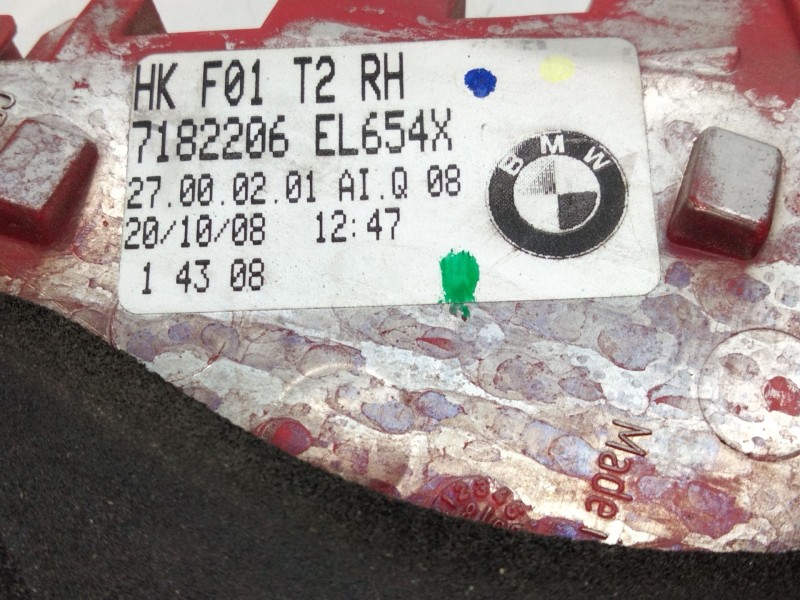 HK F01 T2 RH
7182206 EL654X
27.00.02.01 AI.Q 08
20/10/08 12:47
1 43 08
BMW
Made